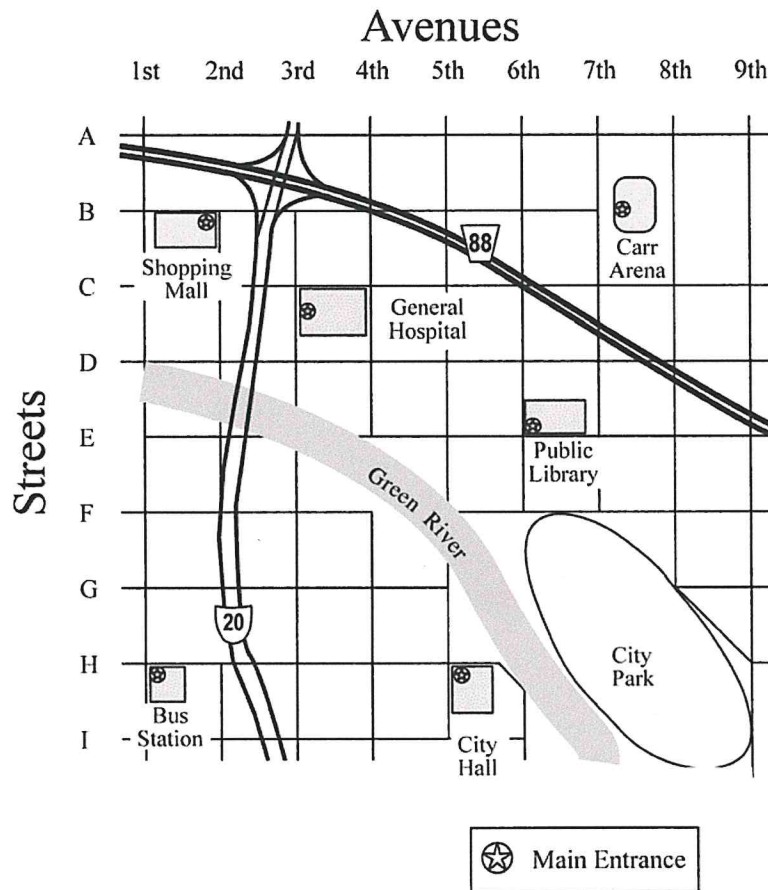 Avenues
1st 2nd 3rd 4th 5th 6th 7th 8th 9th
A
B
88
Carr
Arena
Shopping
Mall
C
General
Hospital
D
Streets
E
Public
Library
Green River
F
G
20
H
City
Park
Bus
Station
I
City
Hall
Main Entrance